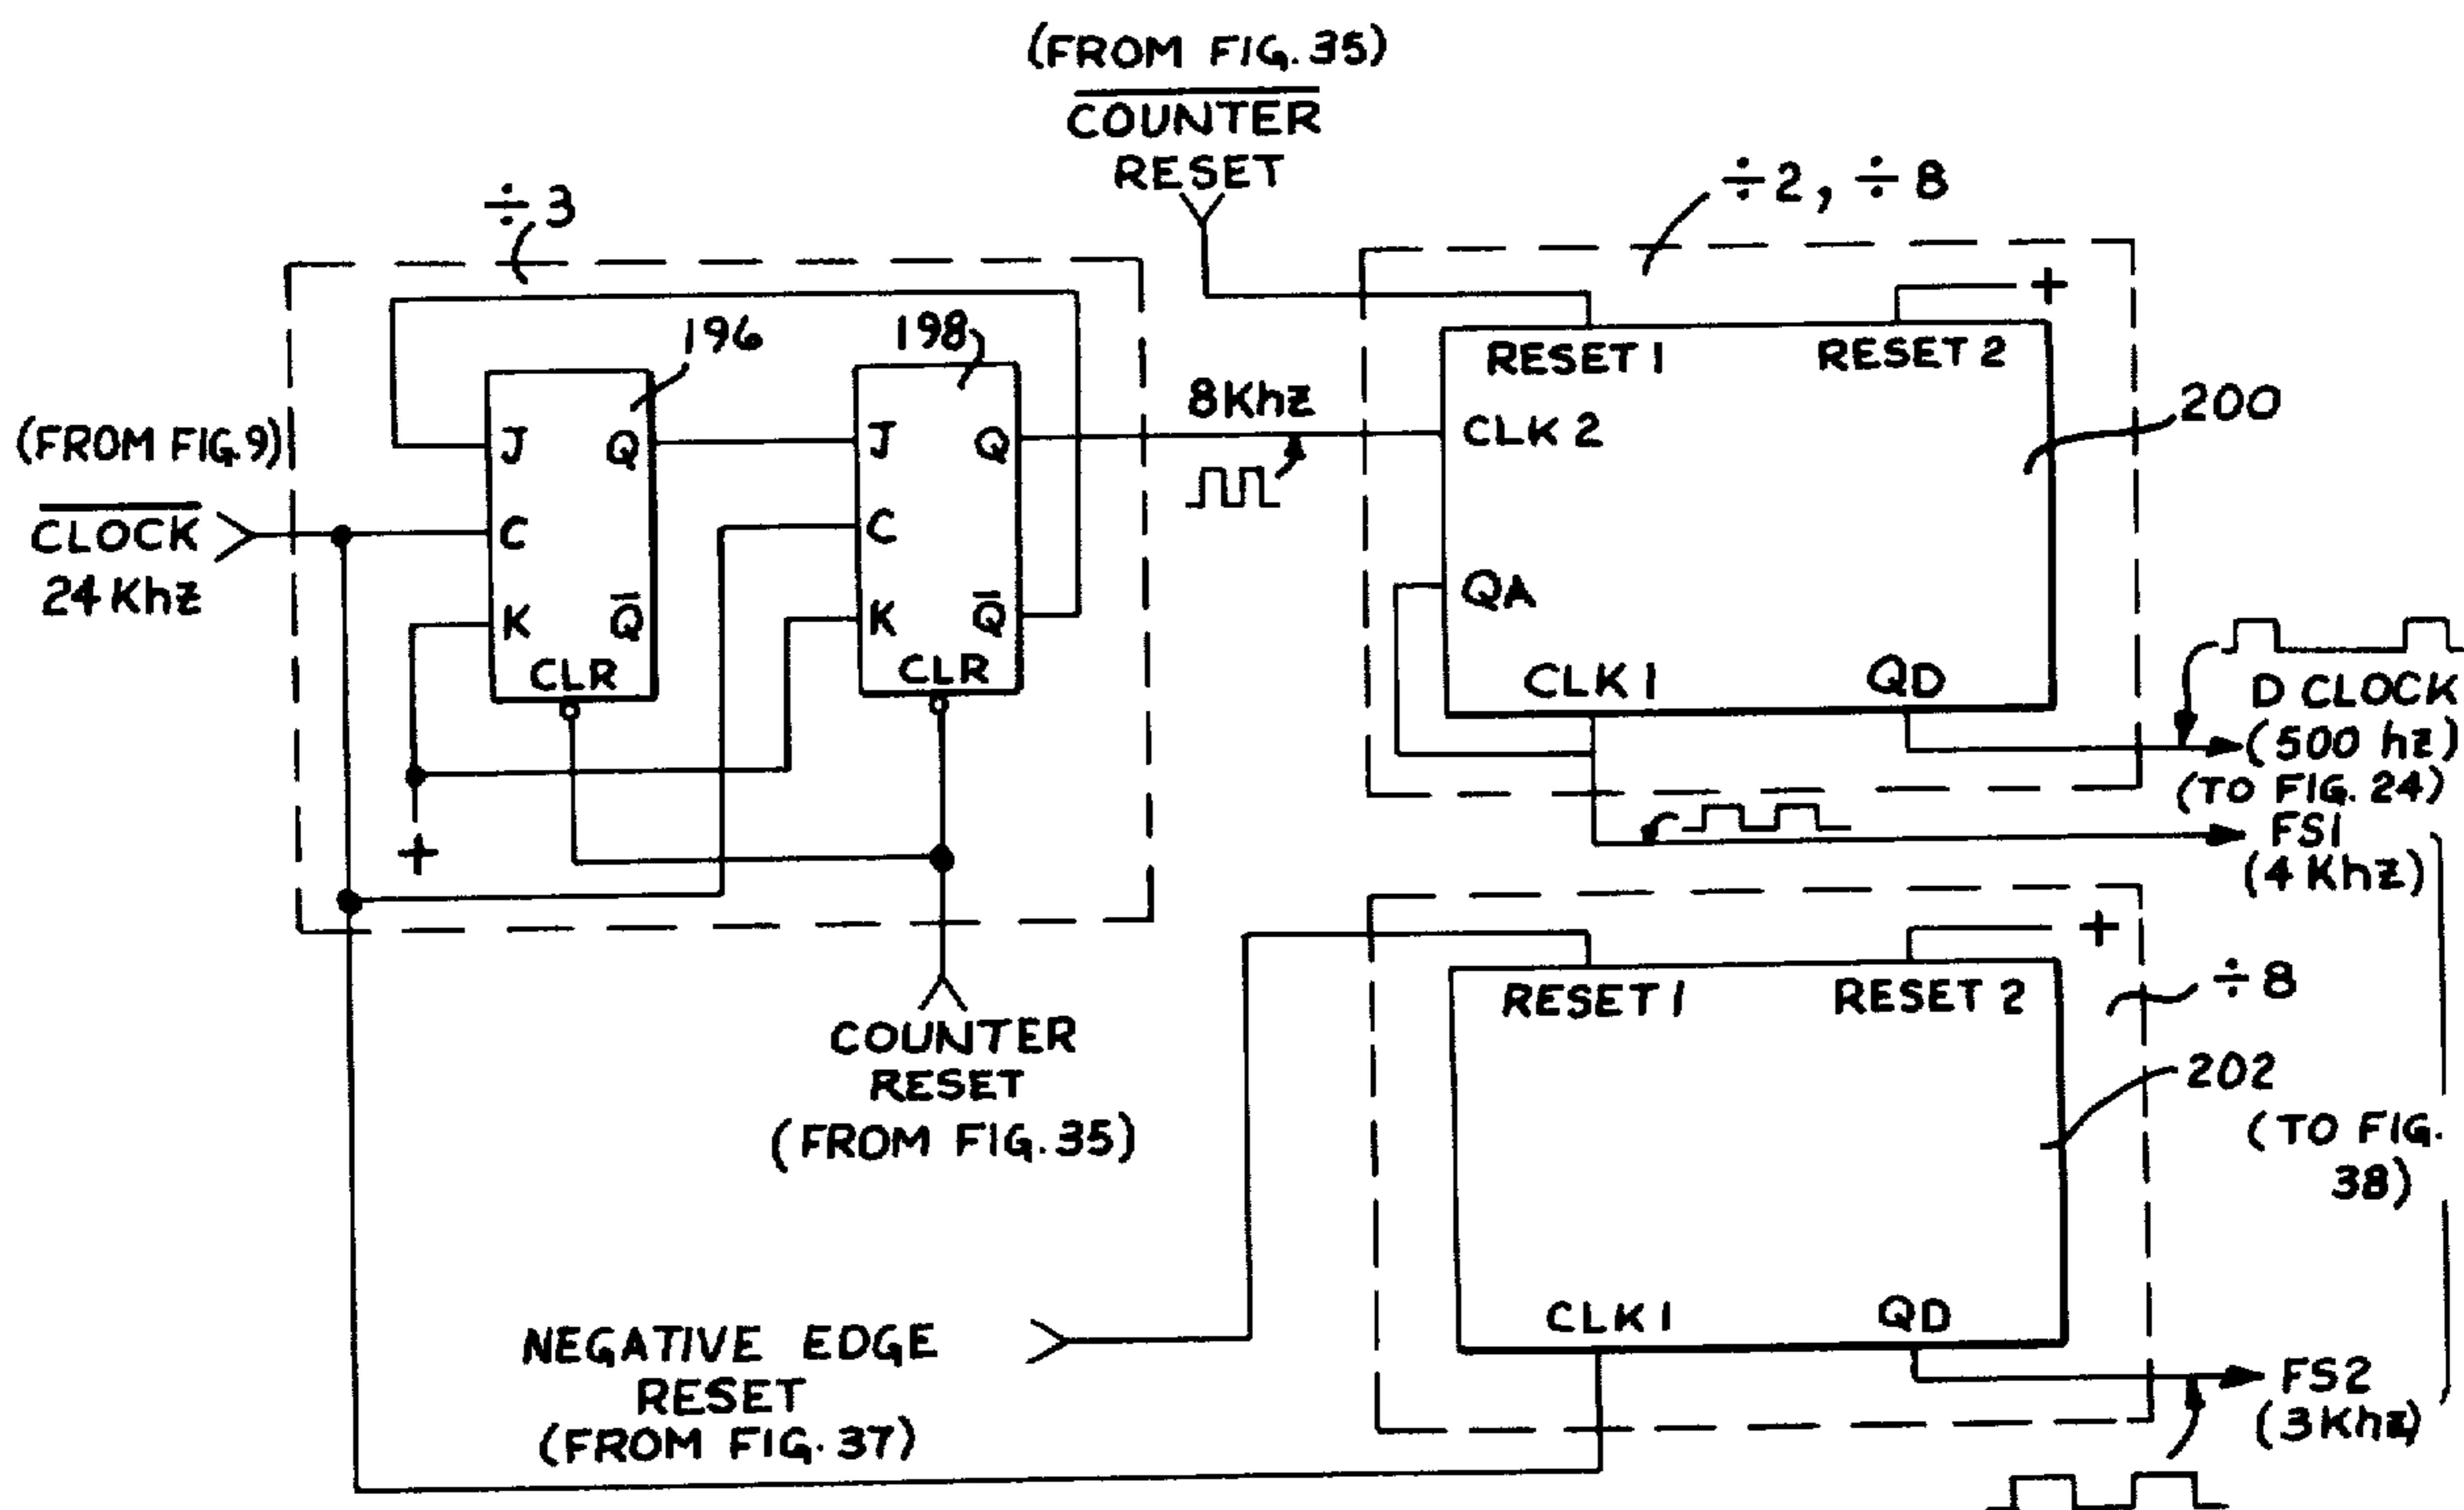 (FROM FIG. 35)
COUNTER
RESET
÷3
÷2, ÷8
196
198
200
(FROM FIG.9)
CLOCK
24 Khz
J
Q
C
K
Q̅
CLR
J
Q
C
K
Q̅
CLR
+
8Khz
RESET 1
RESET 2
+
CLK 2
QA
CLK 1
QD
D CLOCK
(500 hz)
(TO FIG. 24)
FS1
(4 Khz)
COUNTER
RESET
(FROM FIG. 35)
RESET 1
RESET 2
+
÷8
202
(TO FIG.
38)
CLK 1
QD
NEGATIVE EDGE
RESET
(FROM FIG. 37)
FS2
(3 Khz)